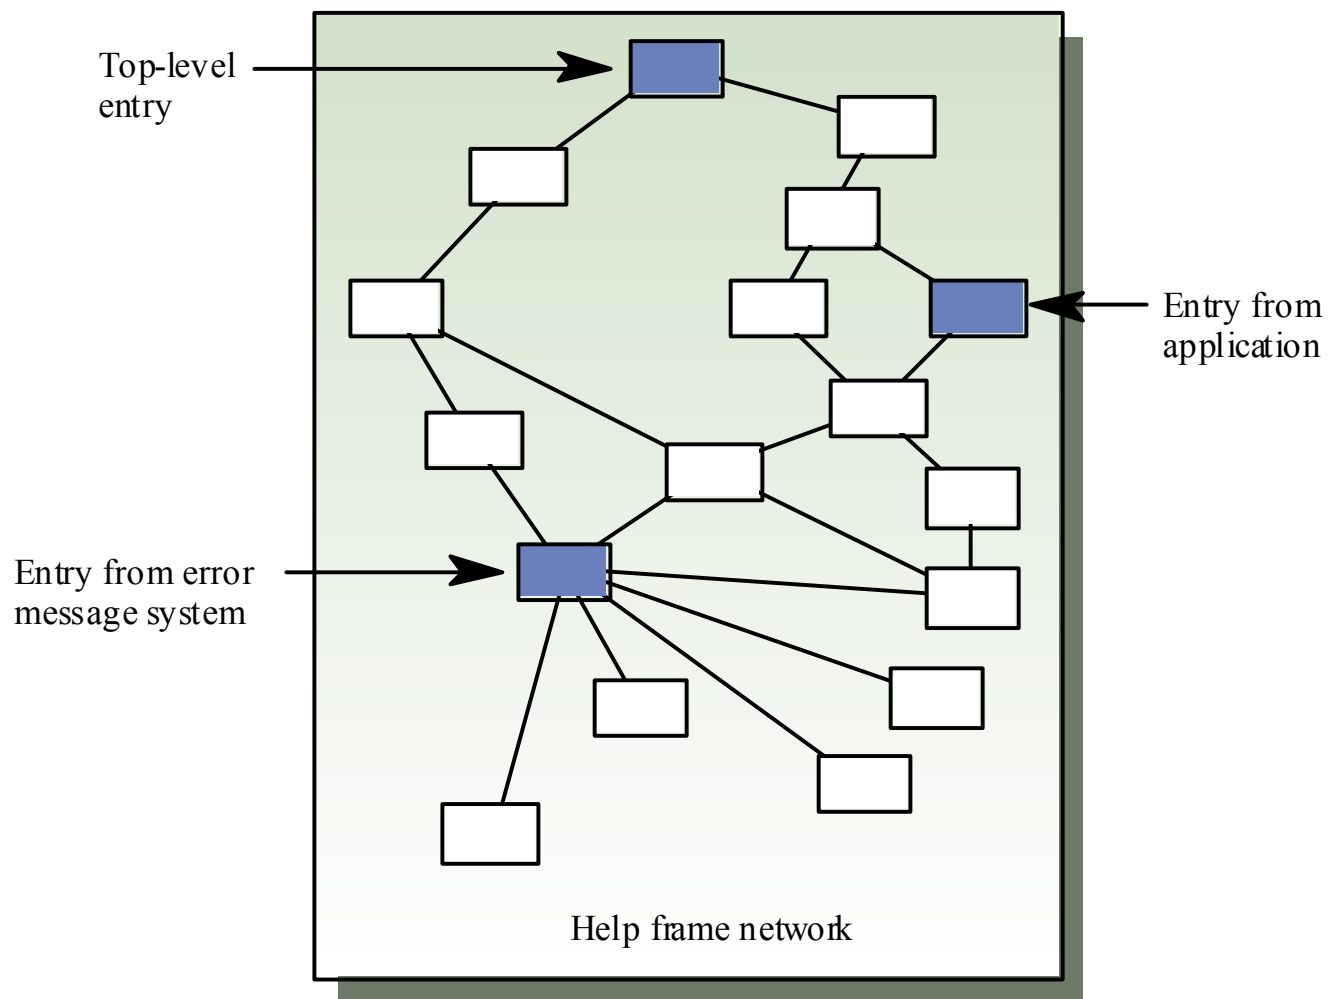 Top-level
entry
Entry from
application
Entry from error
message system
Help frame network